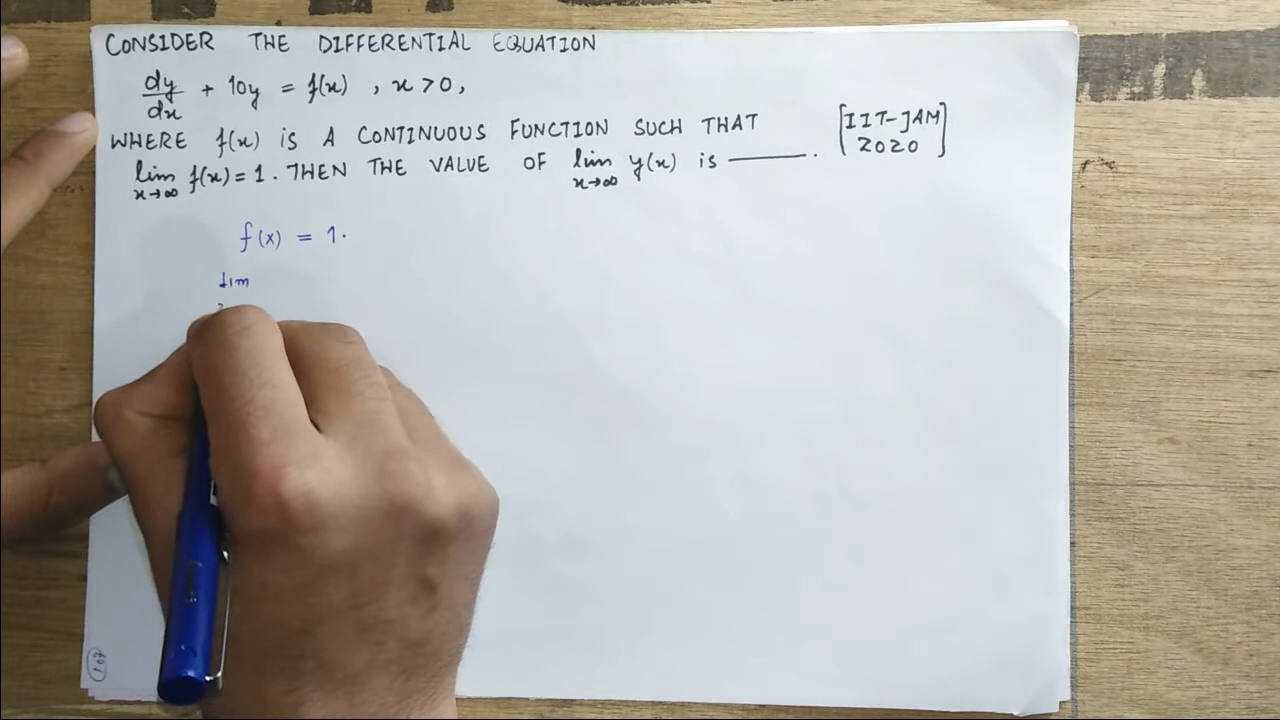 CONSIDER THE DIFFERENTIAL EQUATION
dy/dx + 10y = f(x) , x > 0,
WHERE f(x) IS A CONTINUOUS FUNCTION SUCH THAT [IIT-JAM 2020]
lim x→∞ f(x) = 1. THEN THE VALUE OF lim x→∞ y(x) is ———.
f(x) = 1.
lim
107